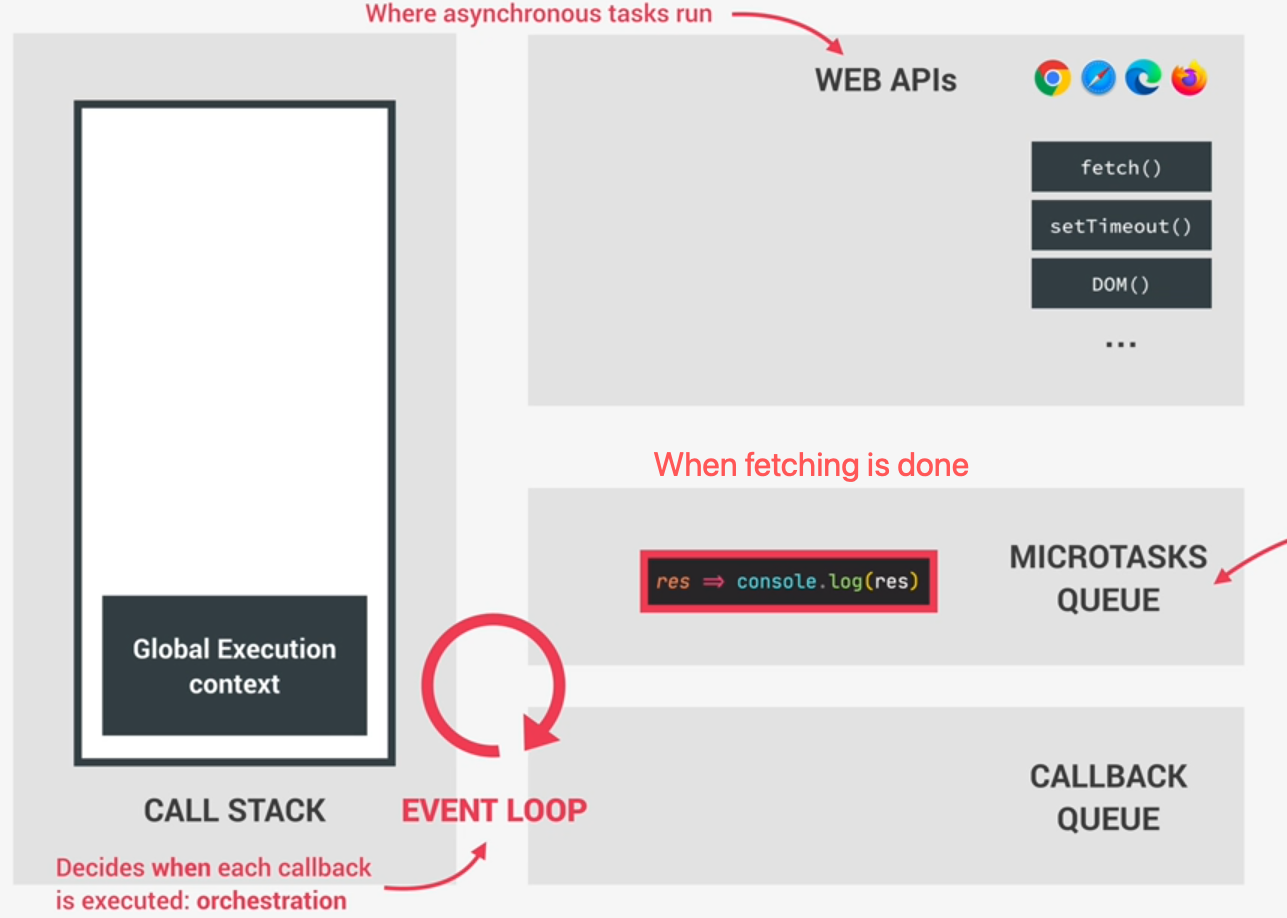 Where asynchronous tasks run
WEB APIs
fetch()
setTimeout()
DOM()
...
When fetching is done
res => console.log(res)
MICROTASKS
QUEUE
Global Execution
context
CALL STACK
EVENT LOOP
CALLBACK
QUEUE
Decides when each callback
is executed: orchestration